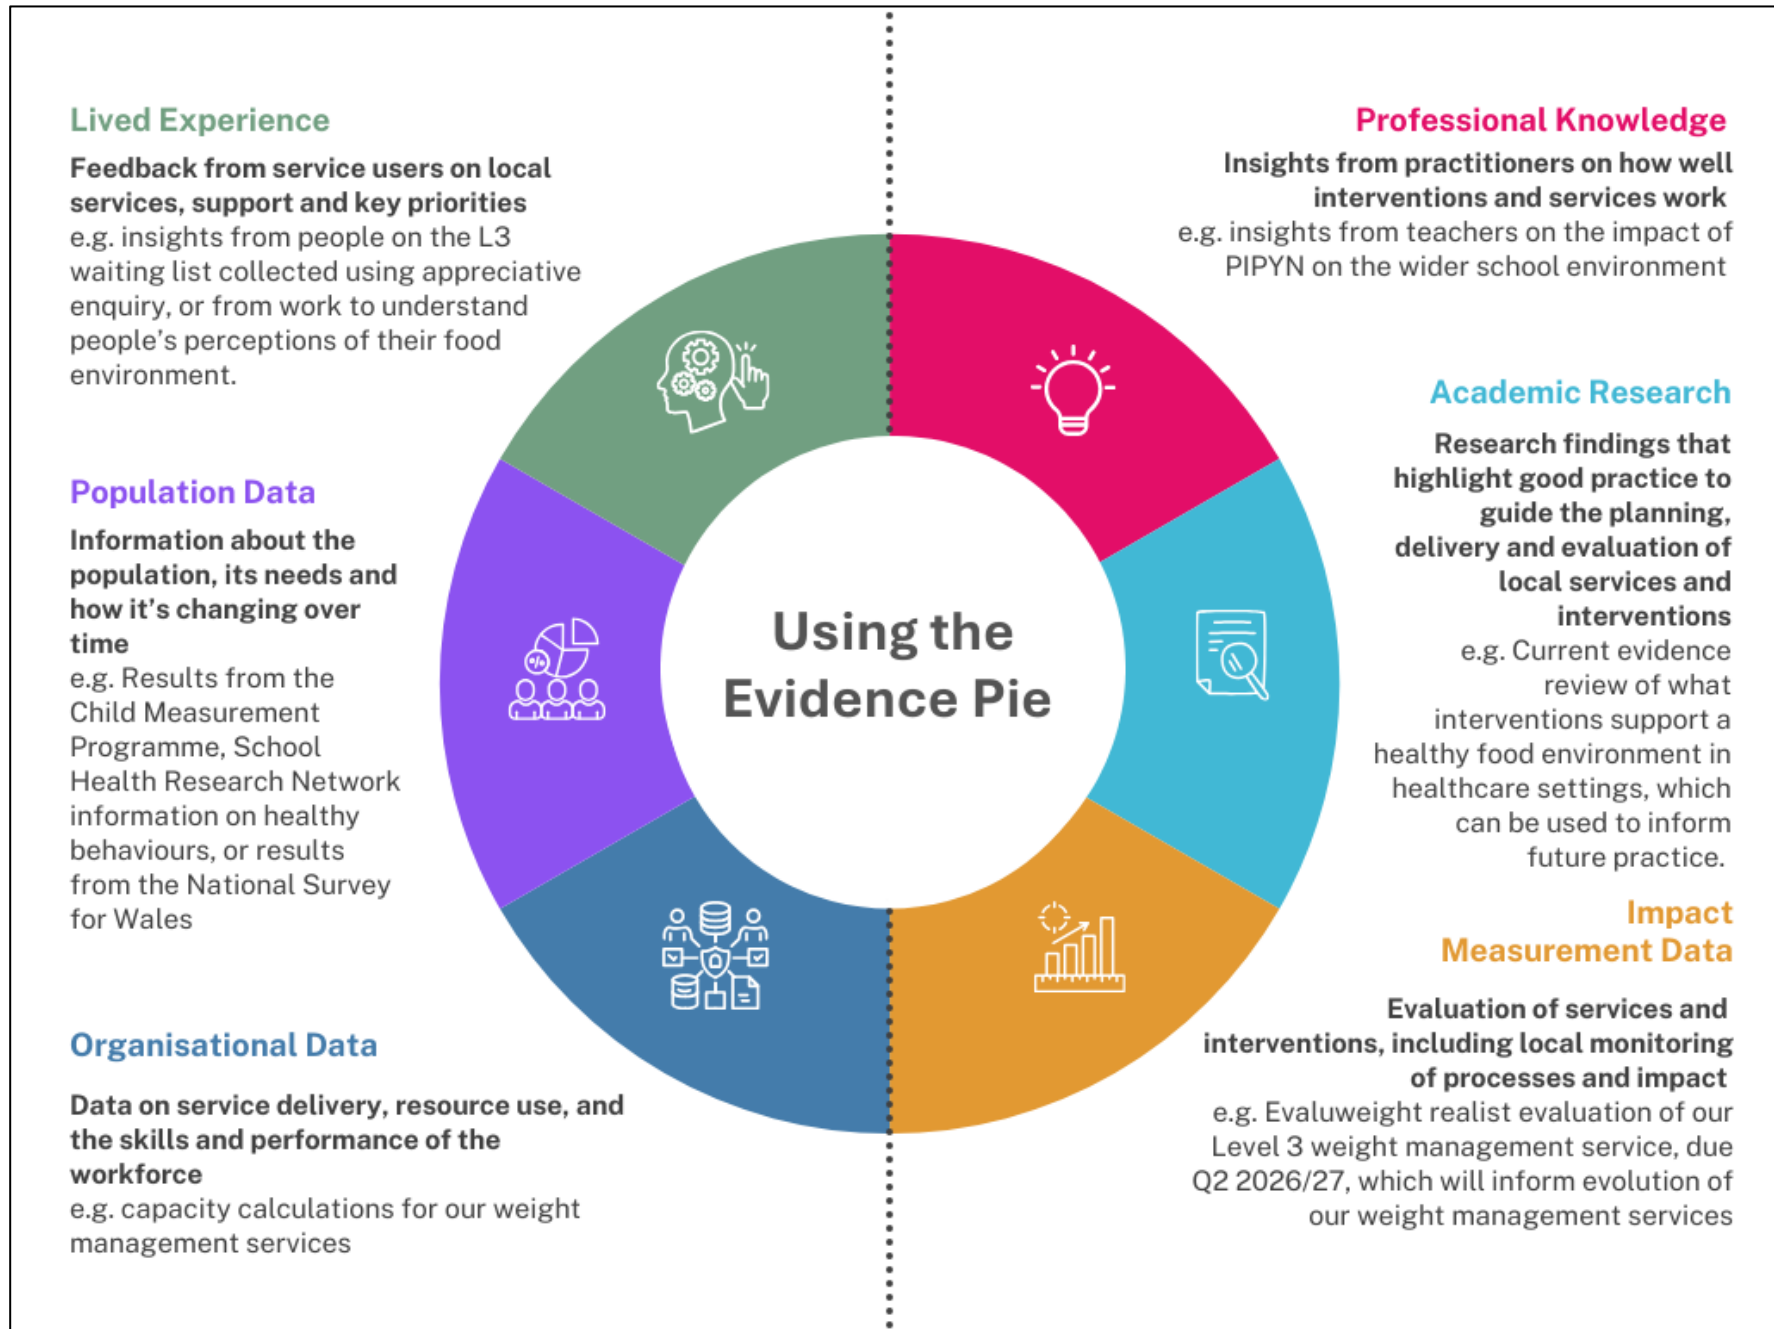 Lived Experience
Feedback from service users on local
services, support and key priorities
e.g. insights from people on the L3
waiting list collected using appreciative
enquiry, or from work to understand
people's perceptions of their food
environment.
Population Data
Information about the
population, its needs and
how it's changing over
time
e.g. Results from the
Child Measurement
Programme, School
Health Research Network
information on healthy
behaviours, or results
from the National Survey
for Wales
Organisational Data
Data on service delivery, resource use, and
the skills and performance of the
workforce
e.g. capacity calculations for our weight
management services
Using the
Evidence Pie
%
Professional Knowledge
Insights from practitioners on how well
interventions and services work
e.g. insights from teachers on the impact of
PIPYN on the wider school environment
Academic Research
Research findings that
highlight good practice to
guide the planning,
delivery and evaluation of
local services and
interventions
e.g. Current evidence
review of what
interventions support a
healthy food environment in
healthcare settings, which
can be used to inform
future practice.
Impact
Measurement Data
Evaluation of services and
interventions, including local monitoring
of processes and impact
e.g. Evaluweight realist evaluation of our
Level 3 weight management service, due
Q2 2026/27, which will inform evolution of
our weight management services